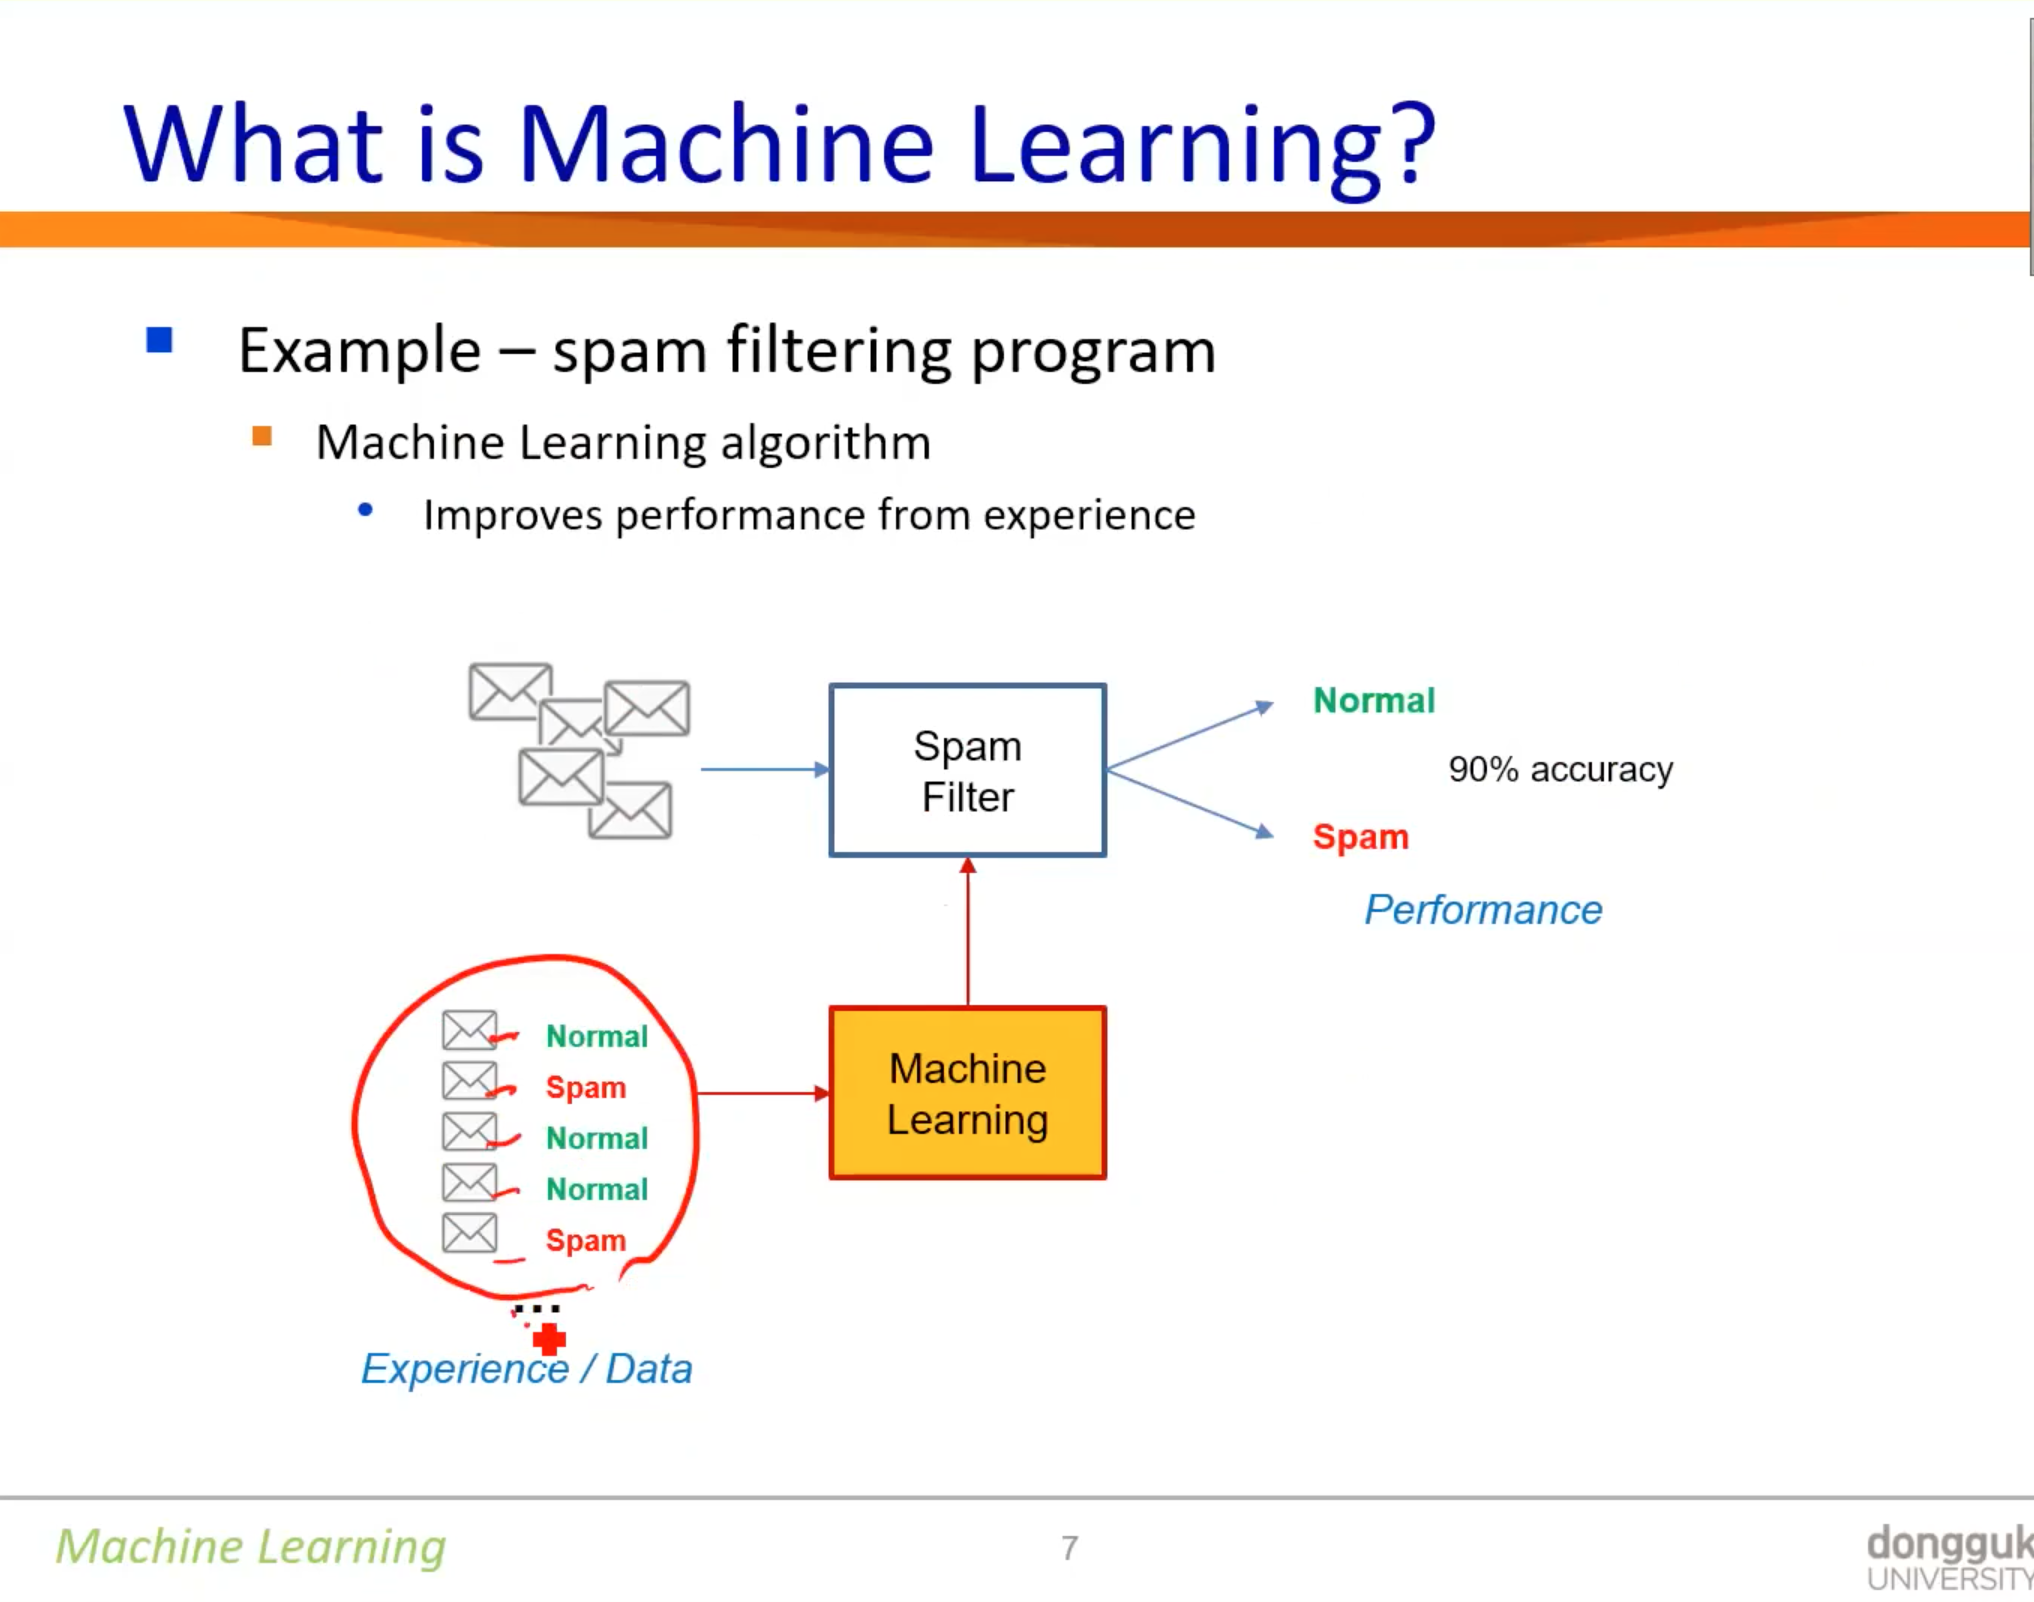 What is Machine Learning?
Example – spam filtering program
Machine Learning algorithm
Improves performance from experience
Spam
Filter
Normal
90% accuracy
Spam
Performance
Normal
Spam
Normal
Normal
Spam
...
Experience / Data
Machine
Learning
Machine Learning
7
dongguk
UNIVERSITY